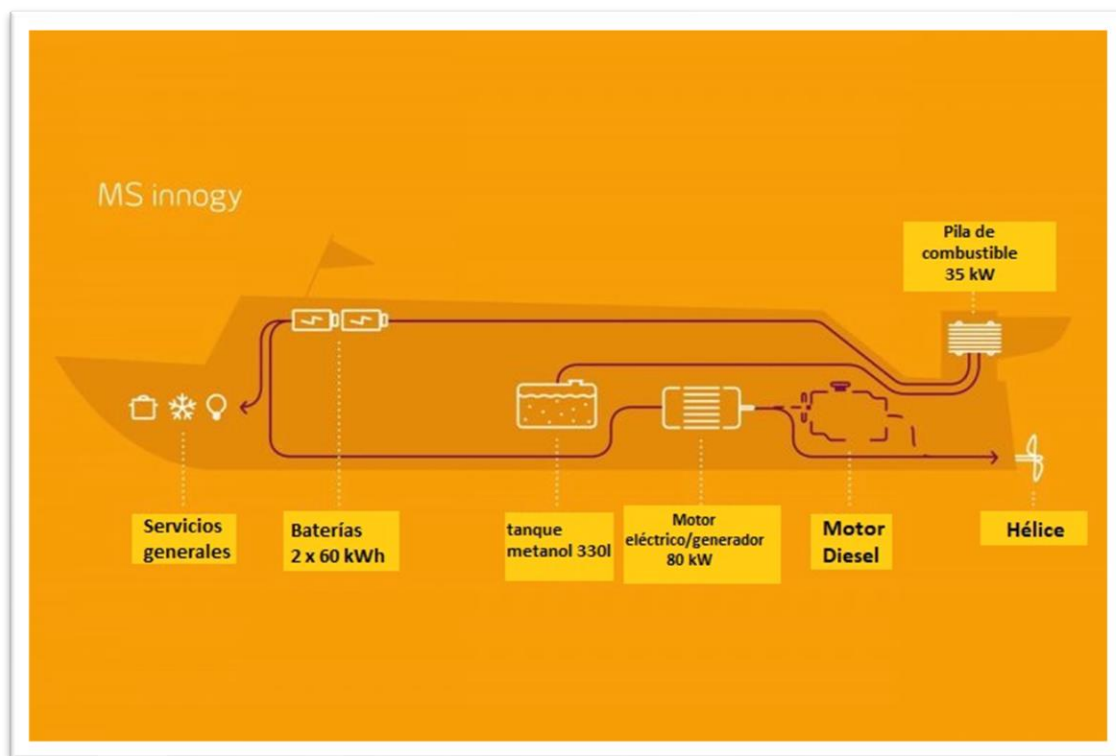 MS innogy
Pila de
combustible
35 kW
Servicios
generales
Baterías
2 x 60 kWh
tanque
metanol 330l
Motor
eléctrico/generador
80 kW
Motor
Diesel
Hélice